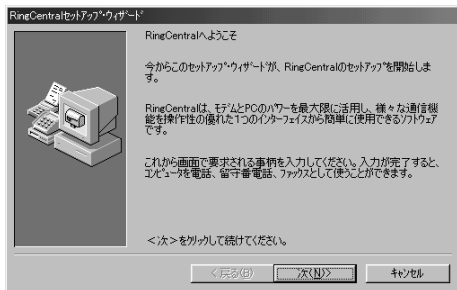 RingCentralｾｯﾄｱｯﾌﾟ･ｳｨｻﾞｰﾄﾞ
RingCentralへようこそ
今からこのｾｯﾄｱｯﾌﾟ･ｳｨｻﾞｰﾄﾞが、RingCentralのｾｯﾄｱｯﾌﾟを開始しま
す。
RingCentralは、ﾓﾃﾞﾑとPCのﾊﾟﾜｰを最大限に活用し、様々な通信機
能を操作性の優れた1つのｲﾝﾀｰﾌｪｲｽから簡単に使用できるｿﾌﾄｳｪｱ
です。
これから画面で要求される事柄を入力してください。入力が完了すると、
ｺﾝﾋﾟｭｰﾀを電話、留守番電話、ﾌｧｯｸｽとして使うことができます。
＜次＞をｸﾘｯｸして続けてください。
< 戻る(B)
次(N)>
ｷｬﾝｾﾙ